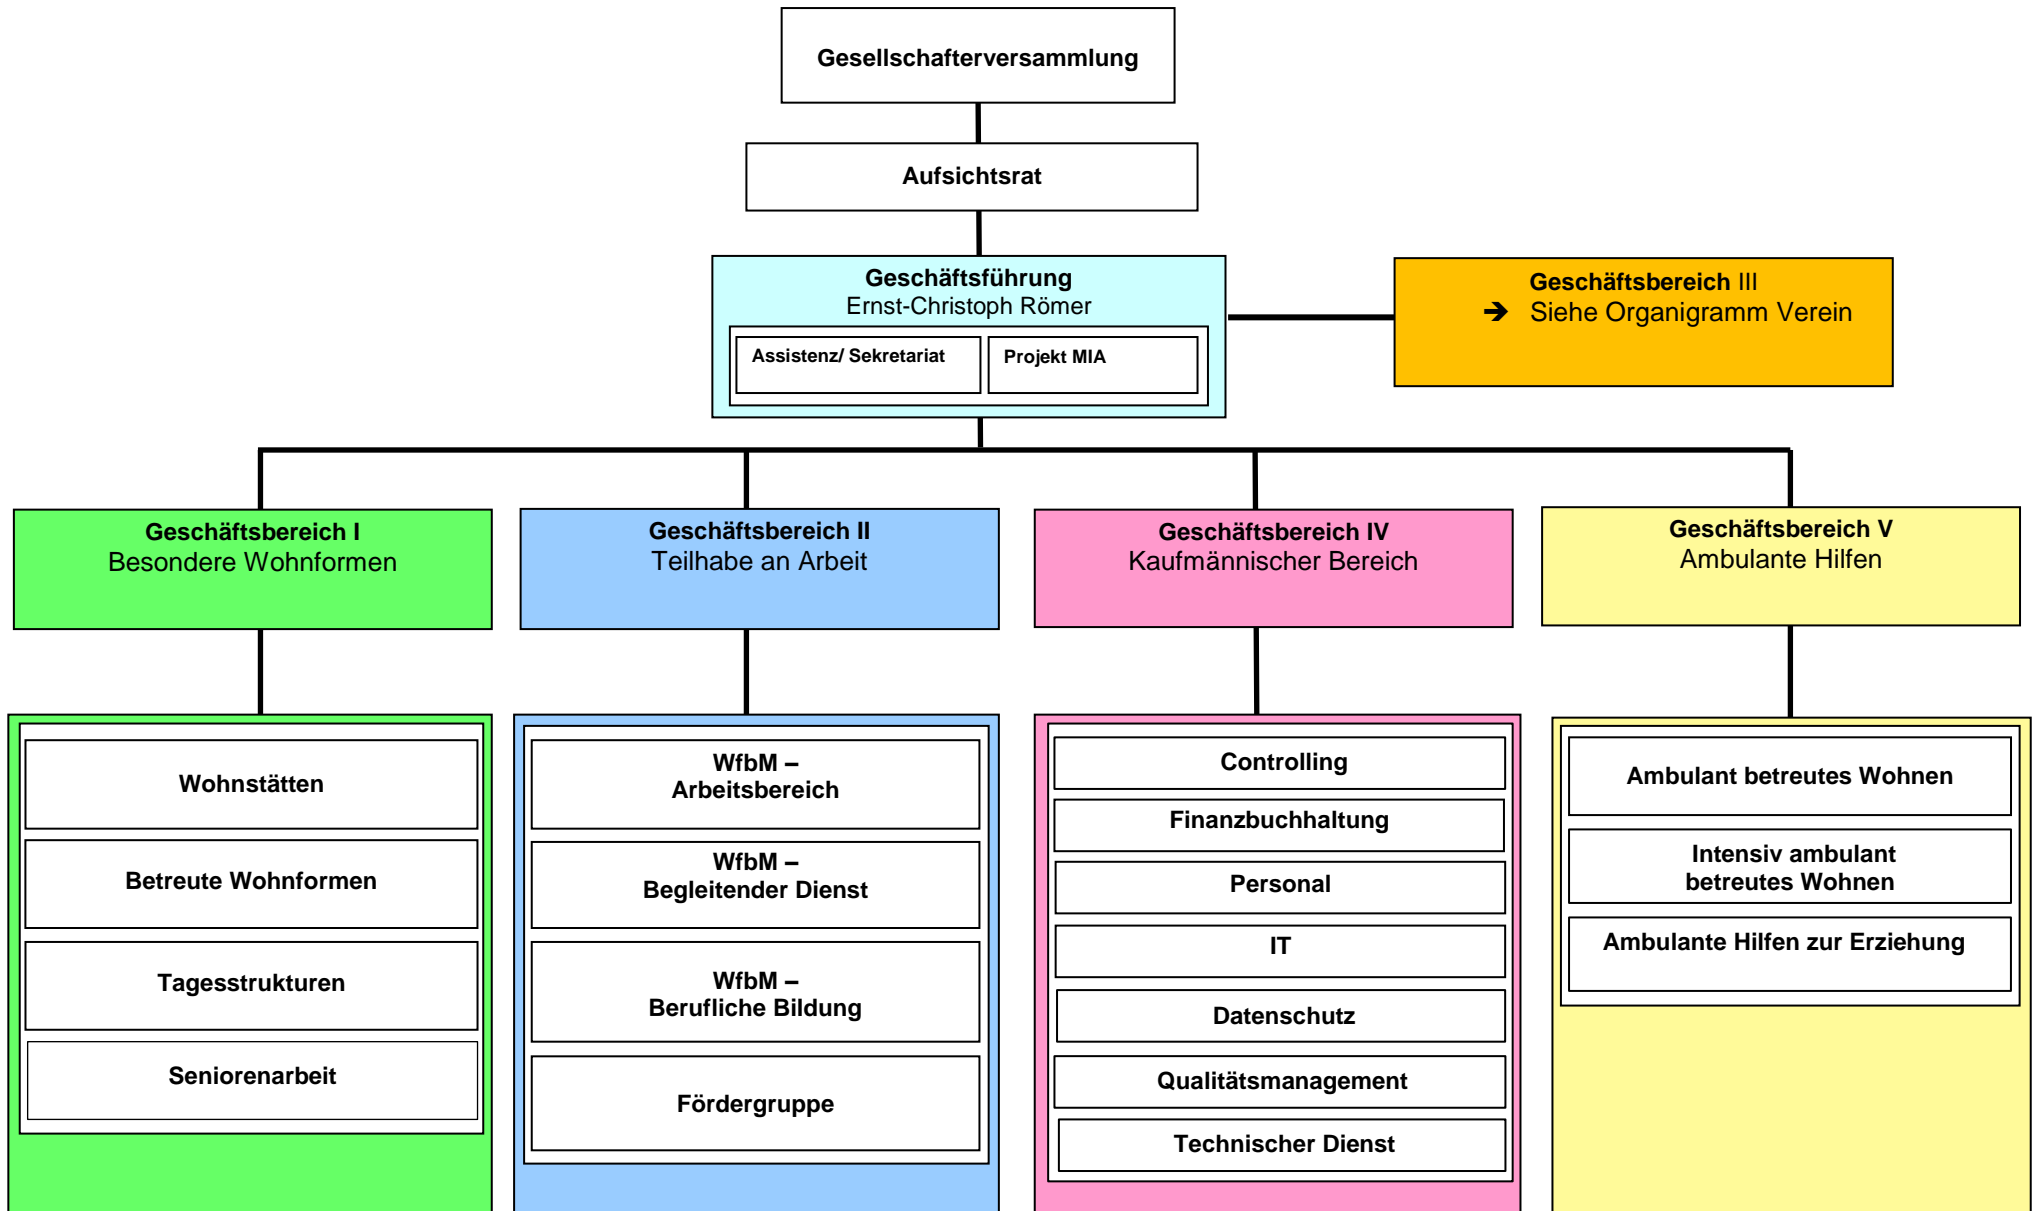 Gesellschafterversammlung
Aufsichtsrat
Geschäftsführung
Ernst-Christoph Römer
Assistenz/ Sekretariat
Projekt MIA
Geschäftsbereich III
➔ Siehe Organigramm Verein
Geschäftsbereich I
Besondere Wohnformen
Geschäftsbereich II
Teilhabe an Arbeit
Geschäftsbereich IV
Kaufmännischer Bereich
Geschäftsbereich V
Ambulante Hilfen
Wohnstätten
Betreute Wohnformen
Tagesstrukturen
Seniorenarbeit
WfbM –
Arbeitsbereich
WfbM –
Begleitender Dienst
WfbM –
Berufliche Bildung
Fördergruppe
Controlling
Finanzbuchhaltung
Personal
IT
Datenschutz
Qualitätsmanagement
Technischer Dienst
Ambulant betreutes Wohnen
Intensiv ambulant
betreutes Wohnen
Ambulante Hilfen zur Erziehung